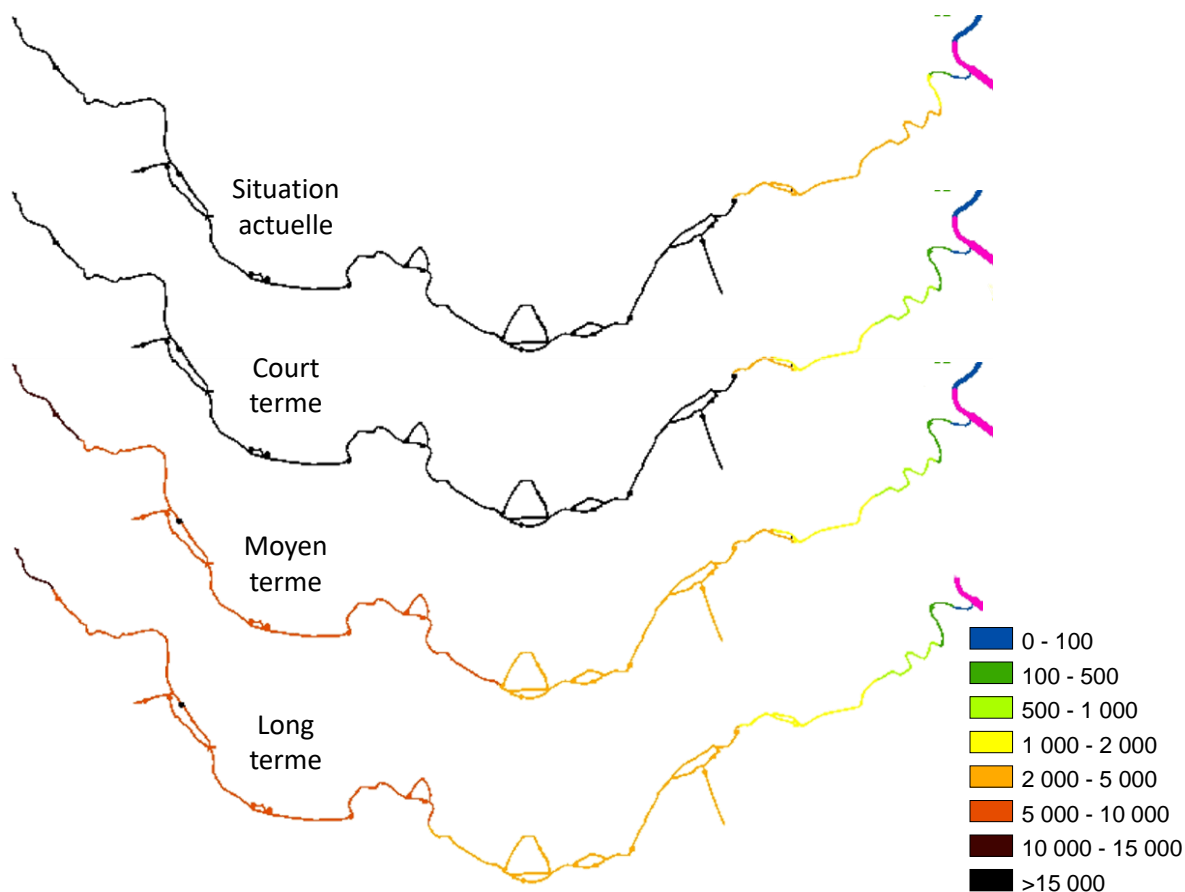 Situation
actuelle
Court
terme
Moyen
terme
Long
terme
0 - 100
100 - 500
500 - 1 000
1 000 - 2 000
2 000 - 5 000
5 000 - 10 000
10 000 - 15 000
>15 000